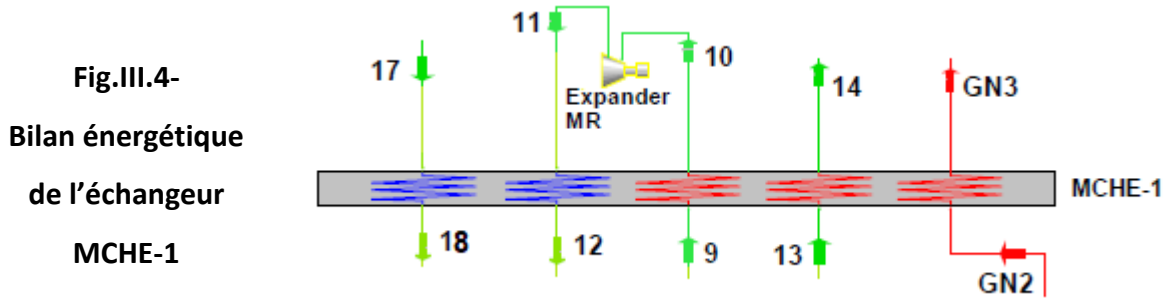 Fig.III.4-
Bilan énergétique
de l’échangeur
MCHE-1
11
17
10
14
GN3
Expander
MR
MCHE-1
18
12
9
13
GN2